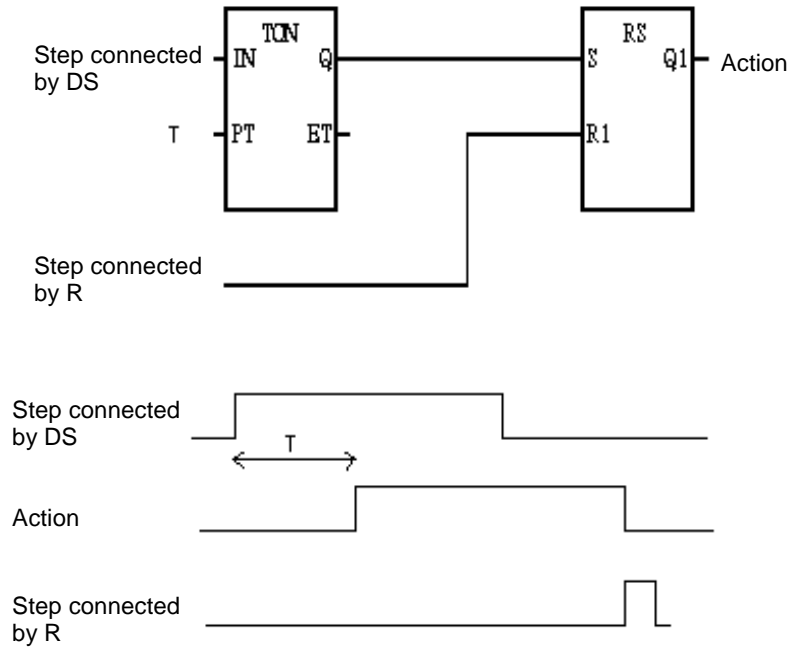 TON
RS
Step connected
by DS
IN
Q
S
Q1
Action
T
PT
ET
R1
Step connected
by R
Step connected
by DS
T
Action
Step connected
by R